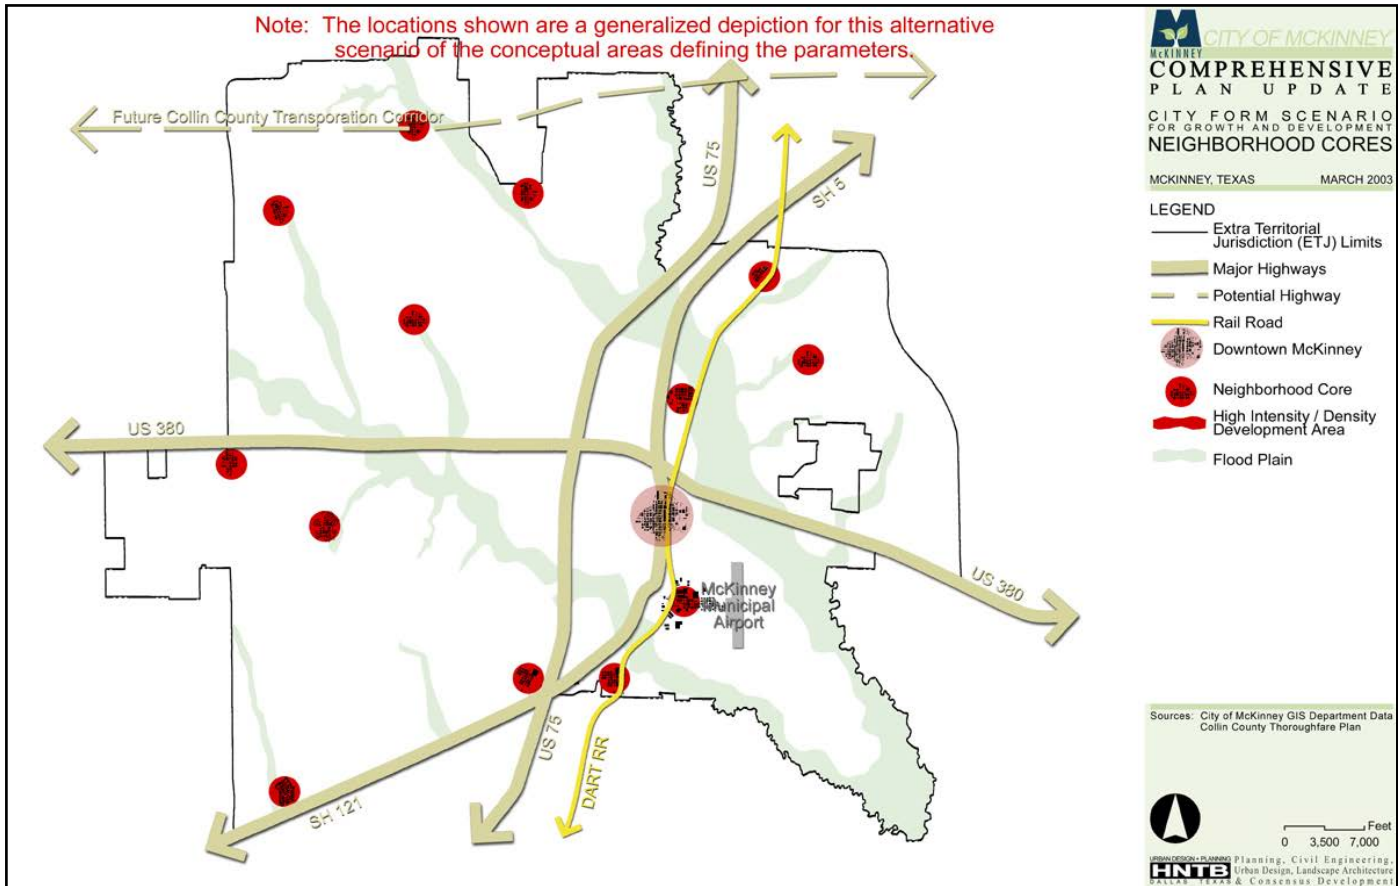 Note: The locations shown are a generalized depiction for this alternative
scenario of the conceptual areas defining the parameters.
Future Collin County Transporation Corridor
US 75
SH 5
US 380
US 380
McKinney
Municipal
Airport
US 75
DART RR
SH 121
McKINNEY
CITY OF MCKINNEY
COMPREHENSIVE
PLAN UPDATE
CITY FORM SCENARIO
FOR GROWTH AND DEVELOPMENT
NEIGHBORHOOD CORES
MCKINNEY, TEXAS MARCH 2003
LEGEND
Extra Territorial
Jurisdiction (ETJ) Limits
Major Highways
Potential Highway
Rail Road
Downtown McKinney
Neighborhood Core
High Intensity / Density
Development Area
Flood Plain
Sources: City of McKinney GIS Department Data
Collin County Thoroughfare Plan
Feet
0 3,500 7,000
URBAN DESIGN + PLANNING
HNTB
DALLAS TEXAS
Planning, Civil Engineering,
Urban Design, Landscape Architecture
& Consensus Development